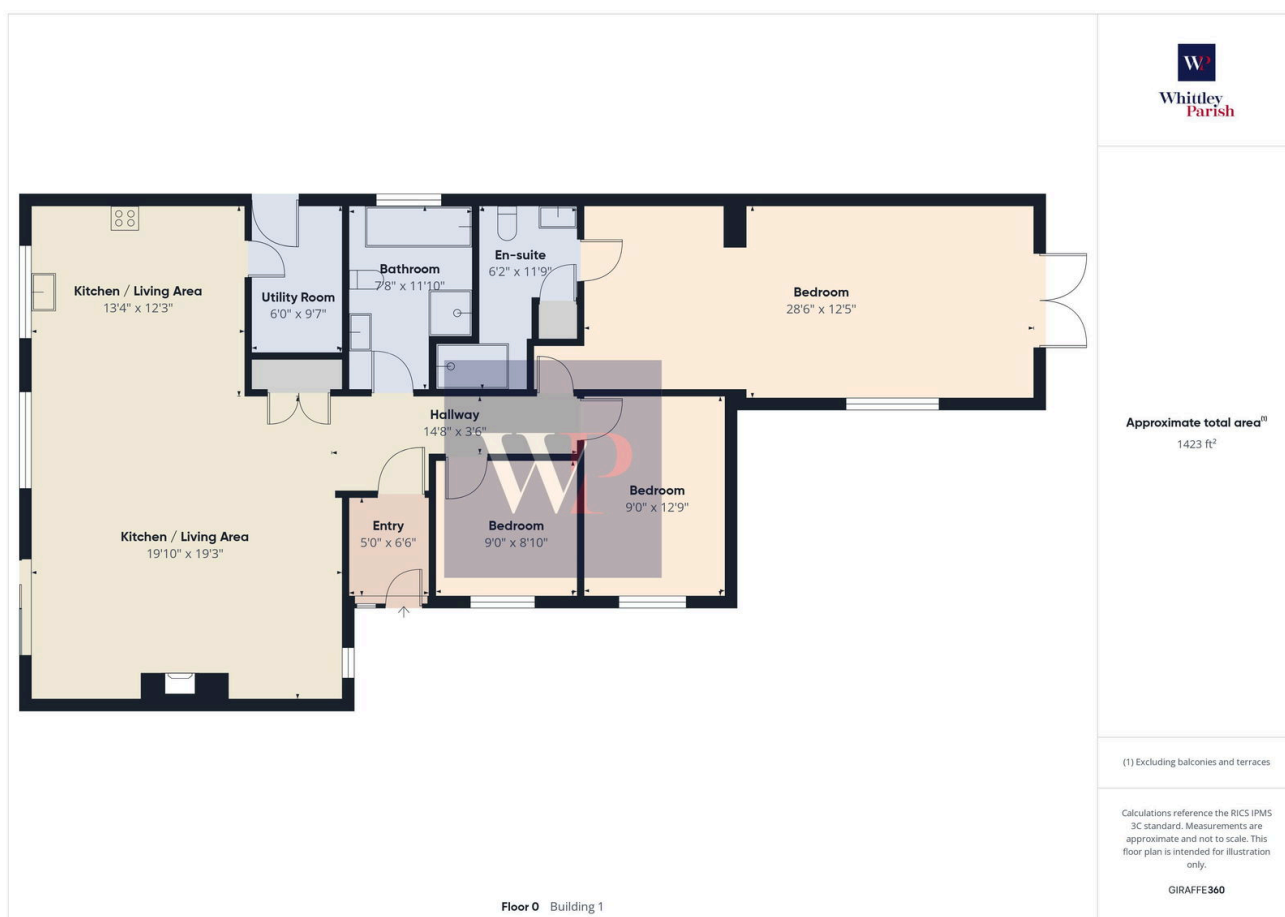 WP
Whittley
Parish
Kitchen / Living Area
13'4" x 12'3"
Utility Room
6'0" x 9'7"
Bathroom
7'8" x 11'10"
En-suite
6'2" x 11'9"
Bedroom
28'6" x 12'5"
Hallway
14'8" x 3'6"
WP
Kitchen / Living Area
19'10" x 19'3"
Entry
5'0" x 6'6"
Bedroom
9'0" x 8'10"
Bedroom
9'0" x 12'9"
Approximate total area(1)
1423 ft²
(1) Excluding balconies and terraces
Calculations reference the RICS IPMS
3C standard. Measurements are
approximate and not to scale. This
floor plan is intended for illustration
only.
GIRAFFE360
Floor 0 Building 1